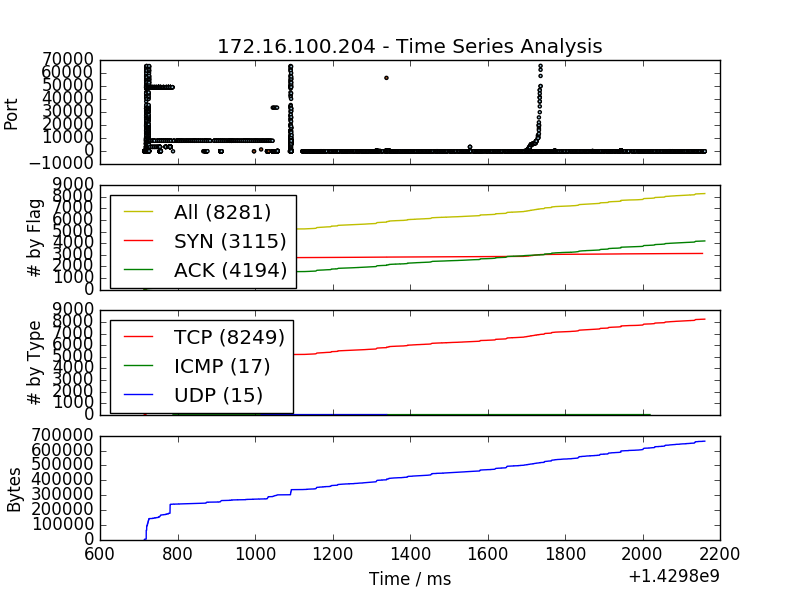 172.16.100.204 - Time Series Analysis
70000
60000
50000
40000
30000
20000
10000
0
−10000
Port
9000
8000
7000
6000
5000
4000
3000
2000
1000
0
# by Flag
All (8281)
SYN (3115)
ACK (4194)
9000
8000
7000
6000
5000
4000
3000
2000
1000
0
# by Type
TCP (8249)
ICMP (17)
UDP (15)
700000
600000
500000
400000
300000
200000
100000
0
Bytes
600 800 1000 1200 1400 1600 1800 2000 2200
Time / ms
+1.4298e9